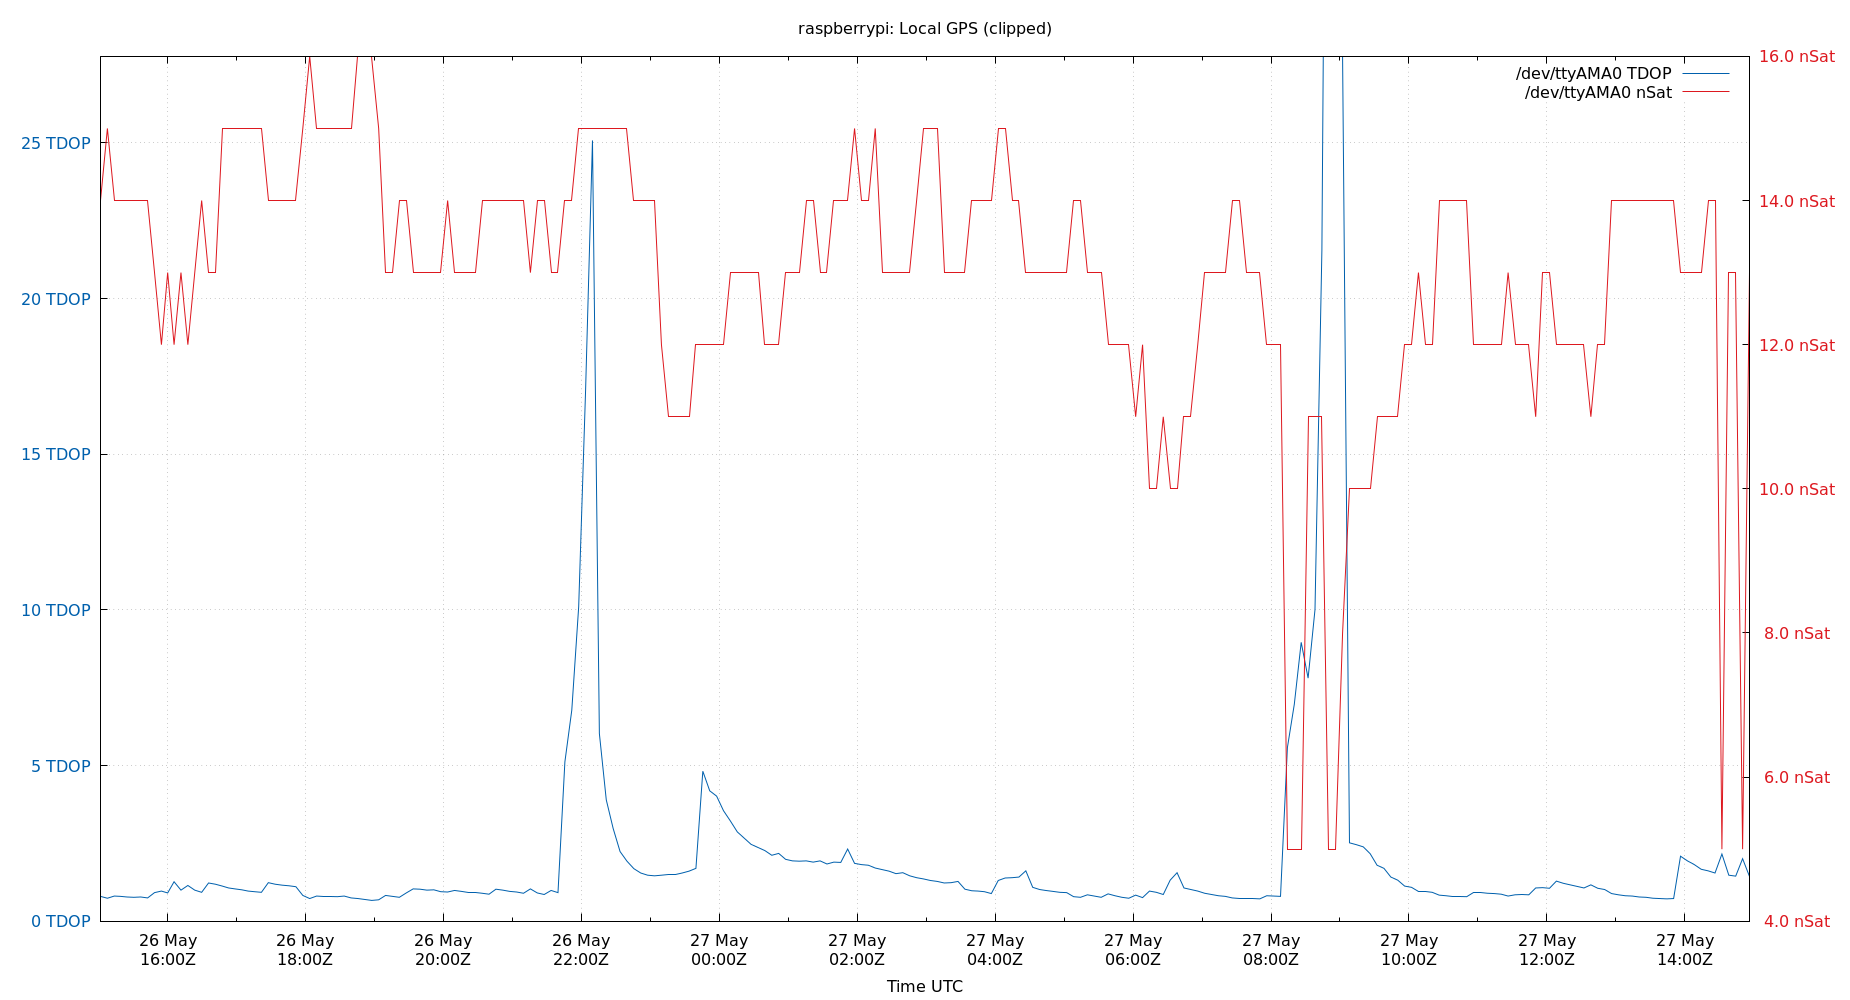 raspberrypi: Local GPS (clipped)
/dev/ttyAMA0 TDOP
/dev/ttyAMA0 nSat
25 TDOP
20 TDOP
15 TDOP
10 TDOP
5 TDOP
0 TDOP
16.0 nSat
14.0 nSat
12.0 nSat
10.0 nSat
8.0 nSat
6.0 nSat
4.0 nSat
26 May
16:00Z
26 May
18:00Z
26 May
20:00Z
26 May
22:00Z
27 May
00:00Z
27 May
02:00Z
27 May
04:00Z
27 May
06:00Z
27 May
08:00Z
27 May
10:00Z
27 May
12:00Z
27 May
14:00Z
Time UTC